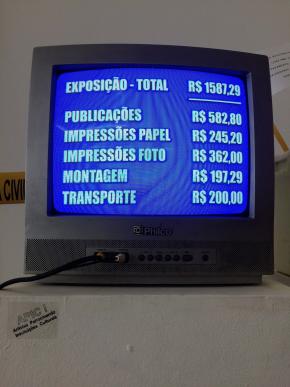 EXPOSIÇÃO - TOTAL R$ 1587,29
PUBLICAÇÕES R$ 582,80
IMPRESSÕES PAPEL R$ 245,20
IMPRESSÕES FOTO R$ 362,00
MONTAGEM R$ 197,29
TRANSPORTE R$ 200,00
PHILCO
A CIVIL